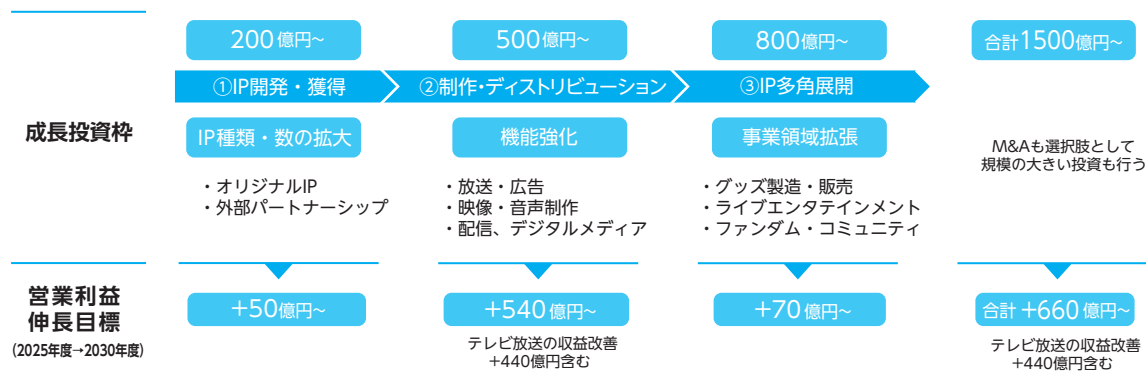 200億円～
500億円～
800億円～
合計1500億円～
①IP開発・獲得
②制作・ディストリビューション
③IP多角展開
成長投資枠
IP種類・数の拡大
機能強化
事業領域拡張
M&Aも選択肢として
規模の大きい投資も行う
・オリジナルIP
・外部パートナーシップ
・放送・広告
・映像・音声制作
・配信、デジタルメディア
・グッズ製造・販売
・ライブエンタテインメント
・ファンダム・コミュニティ
営業利益
伸長目標
(2025年度→2030年度)
+50億円～
+540億円～
+70億円～
合計+660億円～
テレビ放送の収益改善
+440億円含む
テレビ放送の収益改善
+440億円含む